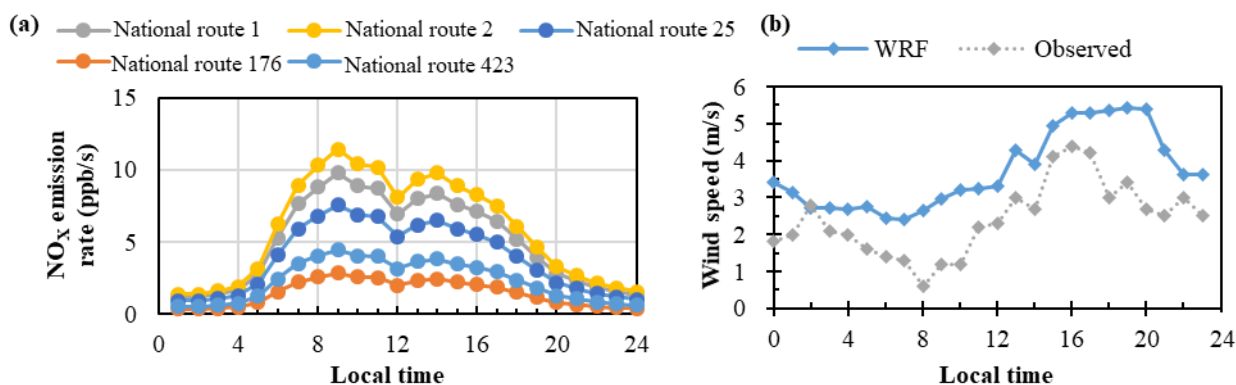 (a)
National route 1
National route 2
National route 25
National route 176
National route 423
NOX emission
rate (ppb/s)
15
10
5
0
0 4 8 12 16 20 24
Local time
(b)
WRF
Observed
Wind speed (m/s)
6
5
4
3
2
1
0
0 4 8 12 16 20 24
Local time